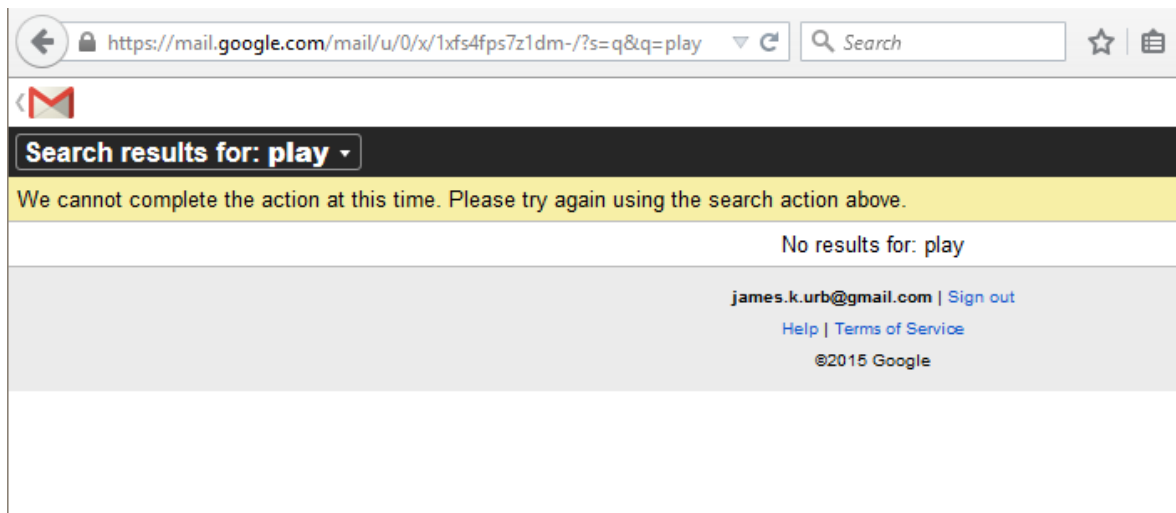 https://mail.google.com/mail/u/0/x/1xfs4fps7z1dm-/?s=q&q=play Search
Search results for: play
We cannot complete the action at this time. Please try again using the search action above.
No results for: play
james.k.urb@gmail.com | Sign out
Help | Terms of Service
©2015 Google